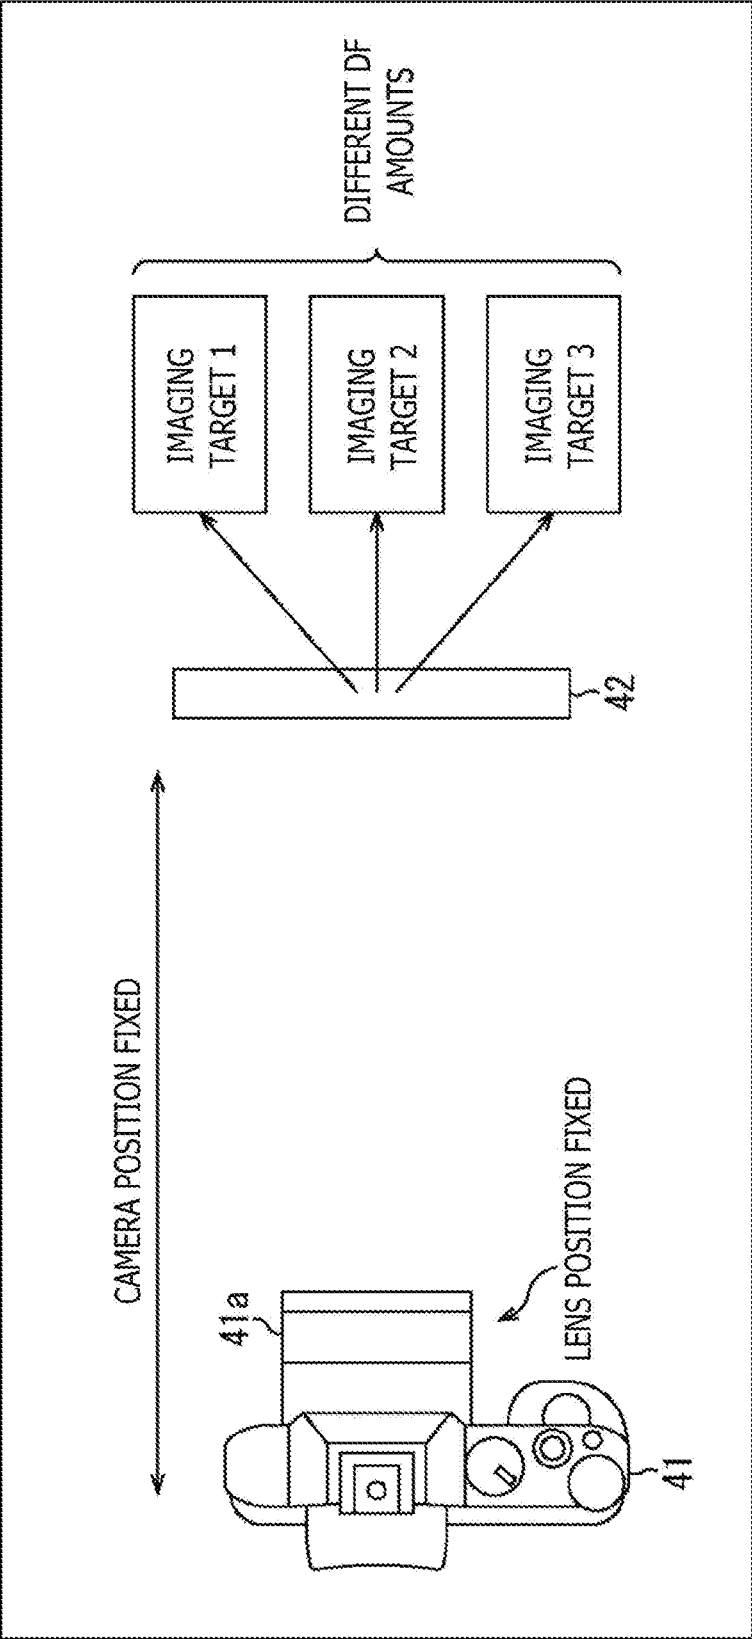 CAMERA POSITION FIXED
41a
LENS POSITION FIXED
41
42
IMAGING
TARGET 1
IMAGING
TARGET 2
IMAGING
TARGET 3
DIFFERENT DF
AMOUNTS